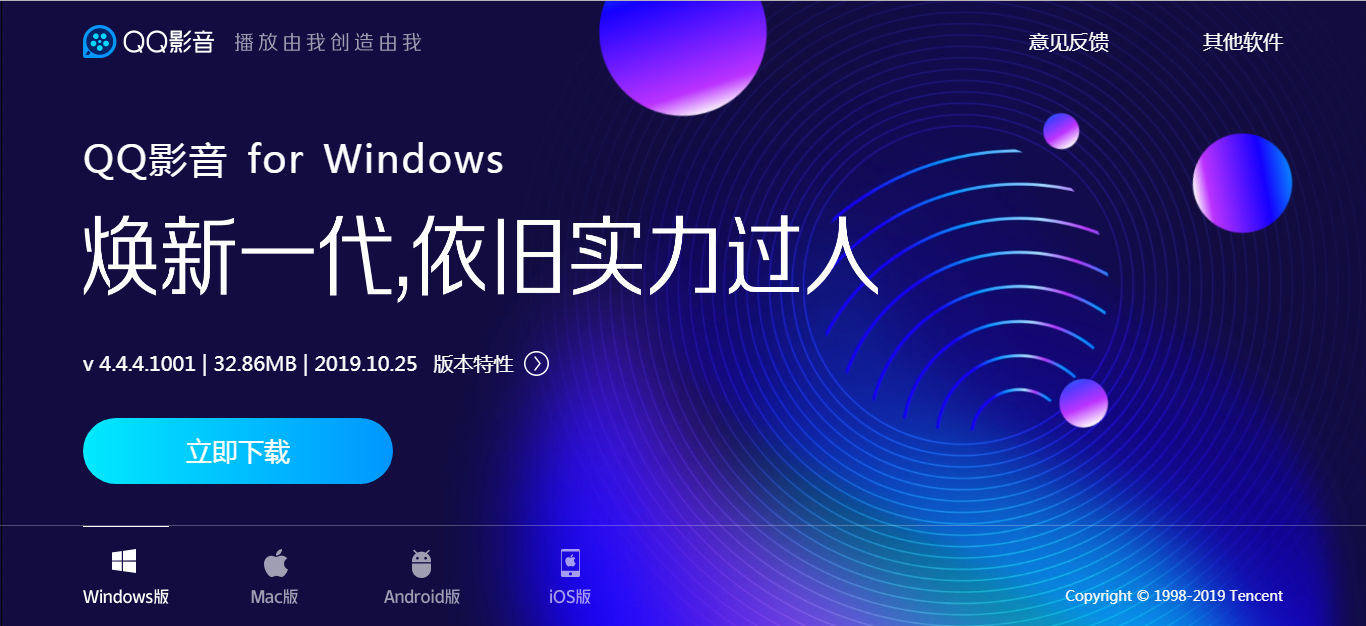 QQ影音 播放由我创造由我 意见反馈 其他软件
QQ影音 for Windows
焕新一代,依旧实力过人
v 4.4.4.1001 | 32.86MB | 2019.10.25 版本特性
立即下载
Windows版 Mac版 Android版 iOS版 Copyright © 1998-2019 Tencent